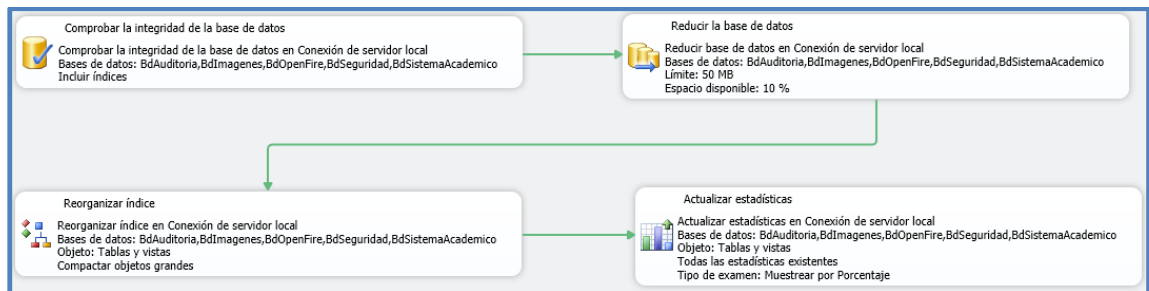 Comprobar la integridad de la base de datos
Comprobar la integridad de la base de datos en Conexión de servidor local
Bases de datos: BdAuditoria,BdImagenes,BdOpenFire,BdSeguridad,BdSistemaAcademico
Incluir índices
Reducir la base de datos
Reducir base de datos en Conexión de servidor local
Bases de datos: BdAuditoria,BdImagenes,BdOpenFire,BdSeguridad,BdSistemaAcademico
Límite: 50 MB
Espacio disponible: 10 %
Reorganizar índice
Reorganizar índice en Conexión de servidor local
Bases de datos: BdAuditoria,BdImagenes,BdOpenFire,BdSeguridad,BdSistemaAcademico
Objeto: Tablas y vistas
Compactar objetos grandes
Actualizar estadísticas
Actualizar estadísticas en Conexión de servidor local
Bases de datos: BdAuditoria,BdImagenes,BdOpenFire,BdSeguridad,BdSistemaAcademico
Objeto: Tablas y vistas
Todas las estadísticas existentes
Tipo de examen: Muestrear por Porcentaje